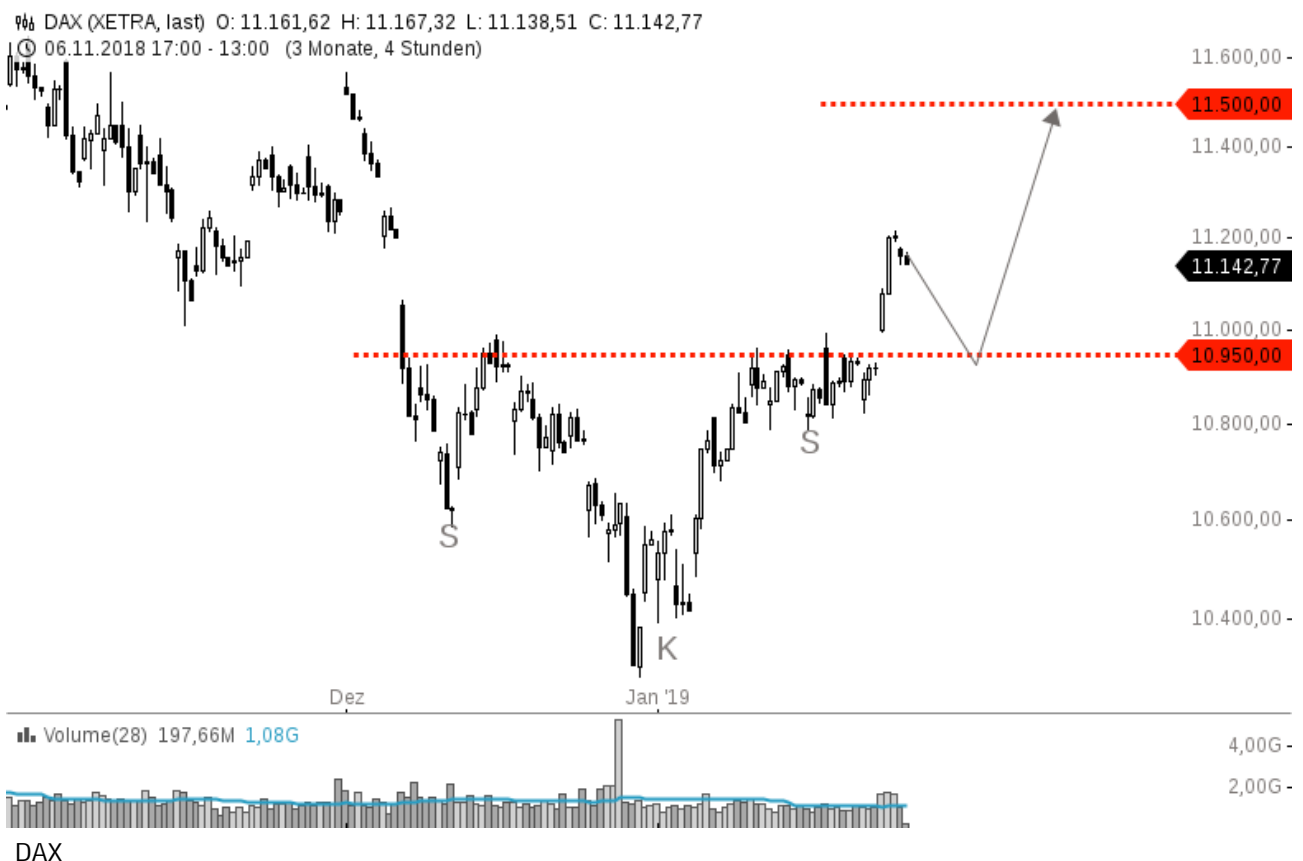 DAX (XETRA, last) O: 11.161,62 H: 11.167,32 L: 11.138,51 C: 11.142,77
06.11.2018 17:00 - 13:00 (3 Monate, 4 Stunden)
11.600,00
11.500,00
11.400,00
11.200,00
11.142,77
11.000,00
10.950,00
10.800,00
S
10.600,00
S
10.400,00
K
Dez Jan '19
Volume(28) 197,66M 1,08G
4,00G
2,00G
DAX